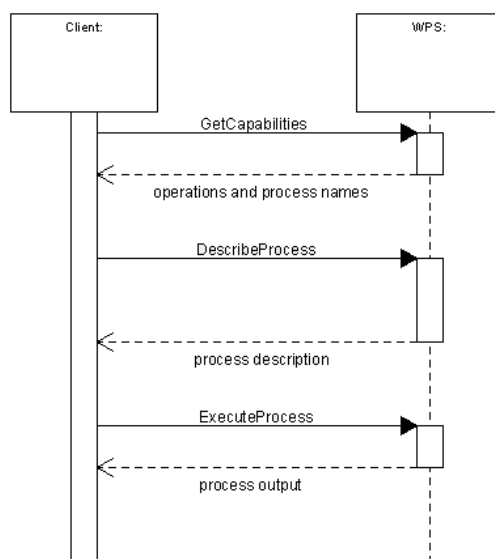 Client:
WPS:
GetCapabilities
operations and process names
DescribeProcess
process description
ExecuteProcess
process output